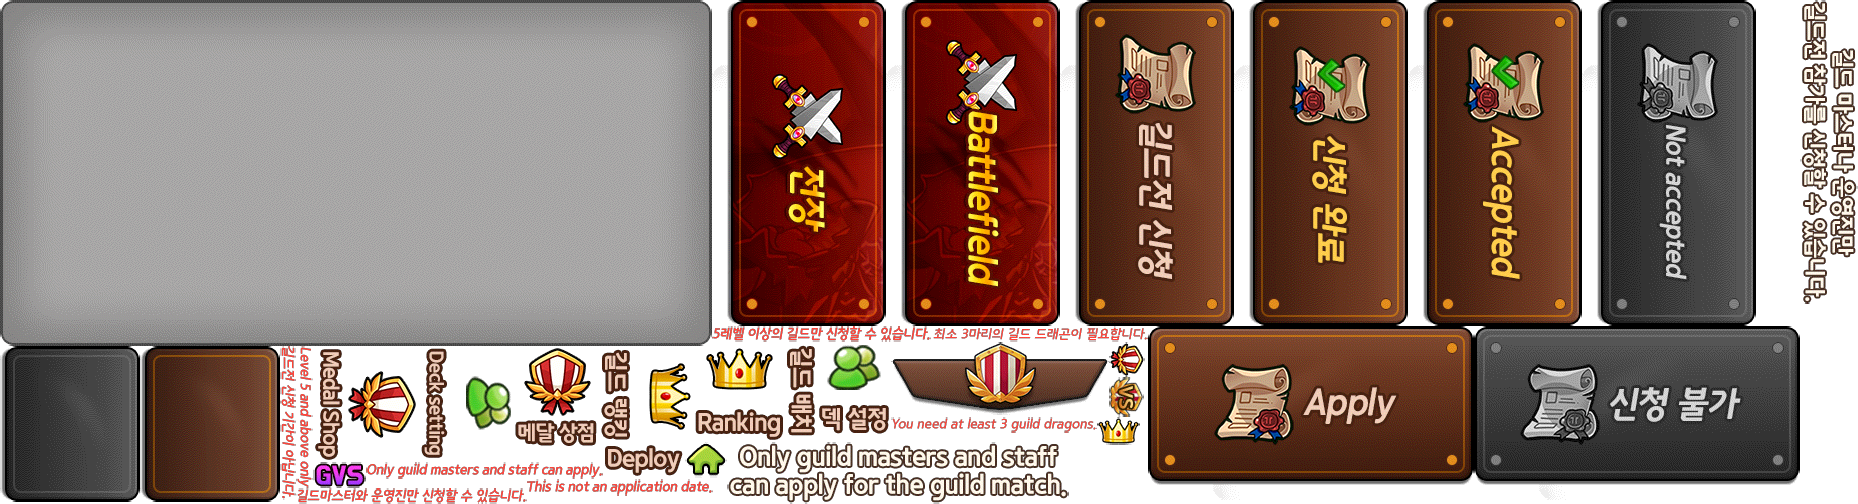 전장
Battlefield
길드전 신청
신청 완료
Accepted
Not accepted
길드 마스터나 운영진만
길드전 참가를 신청할 수 있습니다.
5레벨 이상의 길드만 신청할 수 있습니다.
최소 3마리의 길드 드래곤이 필요합니다.
Level 5 and above only.
길드전 신청 기간이 아닙니다.
Medal Shop
Deck setting
메달 상점
길드 랭킹
Ranking
길드 배치
덱 설정
You need at least 3 guild dragons.
VS
Apply
신청 불가
GVS
Only guild masters and staff can apply.
Deploy
Only guild masters and staff
can apply for the guild match.
This is not an application date.
길드마스터와 운영진만 신청할 수 있습니다.